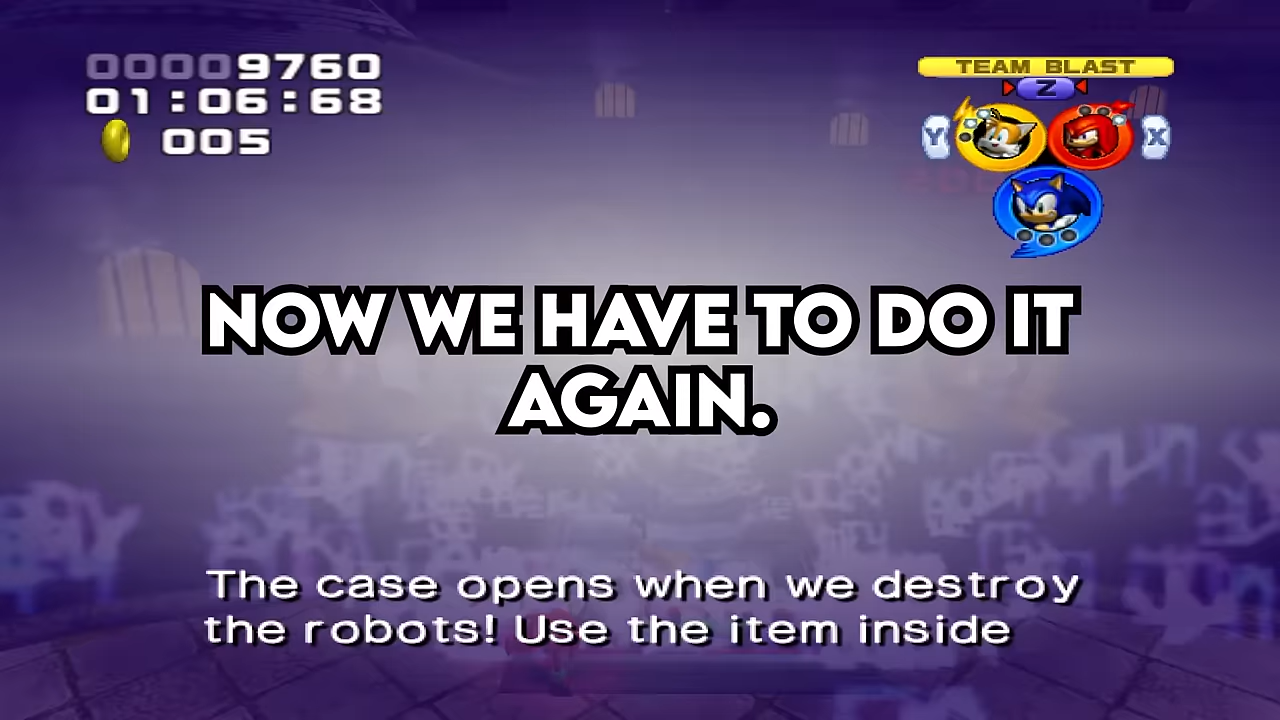 00009760
TEAM BLAST
Z
01:06:68
Y
X
005
NOW WE HAVE TO DO IT
AGAIN.
The case opens when we destroy
the robots! Use the item inside